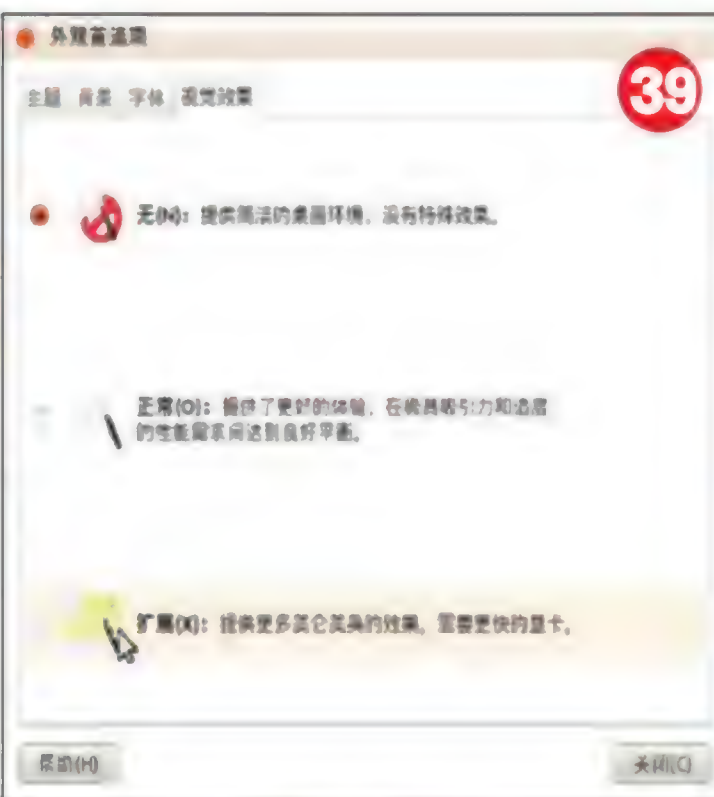 外观首选项
39
主题 背景 字体 视觉效果
无(N)：提供简洁的桌面环境，没有特殊效果。
正常(O)：提供了更好的体验，在兼具吸引力和适度
的性能需求间达到良好平衡。
扩展(X)：提供更多美仑美奂的效果，需要更快的显卡。
帮助(H)
关闭(C)